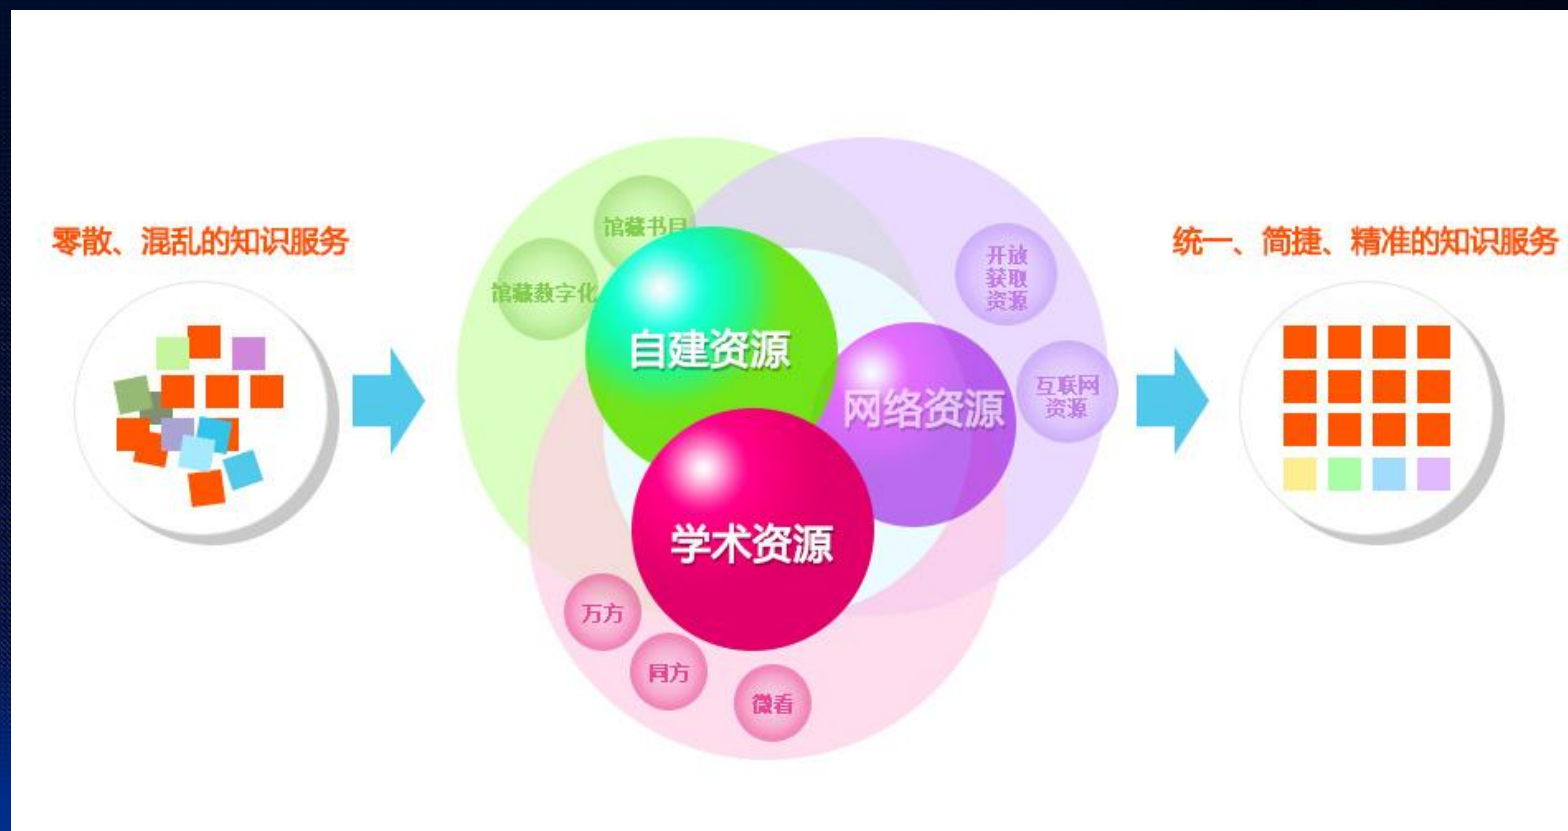 零散、混乱的知识服务
馆藏书目
馆藏数字化
自建资源
开放
获取
资源
互联网
资源
网络资源
学术资源
万方
同方
微看
统一、简捷、精准的知识服务